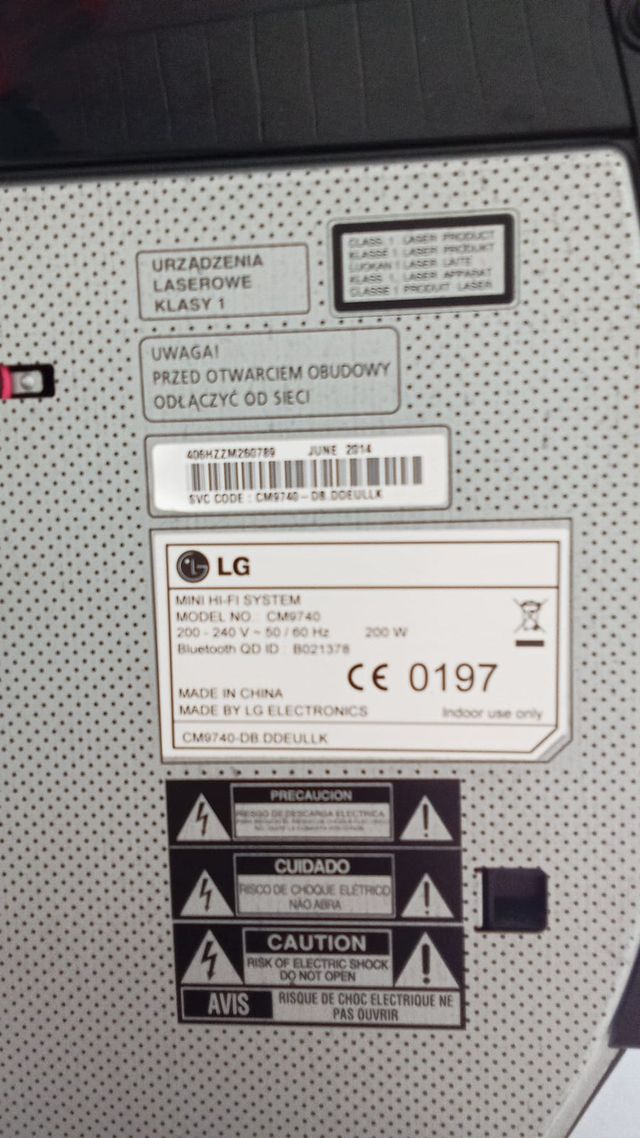 URZĄDZENIA
LASEROWE
KLASY 1
CLASS 1 LASER PRODUCT
KLASSE 1 LASER PRODUKT
LUOKAN 1 LASER LAITE
KLASS 1 LASER APPARAT
CLASSE 1 PRODUIT LASER
UWAGA!
PRZED OTWARCIEM OBUDOWY
ODŁĄCZYĆ OD SIECI
406HZZM260789 JUNE 2014
SVC CODE : CM9740-DB.DDEULLK
LG
MINI HI-FI SYSTEM
MODEL NO. : CM9740
200 - 240 V ~ 50 / 60 Hz 200 W
Bluetooth QD ID : B021378
CE 0197
MADE IN CHINA
MADE BY LG ELECTRONICS Indoor use only
CM9740-DB.DDEULLK
PRECAUCION
RIESGO DE DESCARGA ELECTRICA
CUIDADO
RISCO DE CHOQUE ELÉTRICO
NÃO ABRA
CAUTION
RISK OF ELECTRIC SHOCK
DO NOT OPEN
AVIS RISQUE DE CHOC ELECTRIQUE NE
PAS OUVRIR